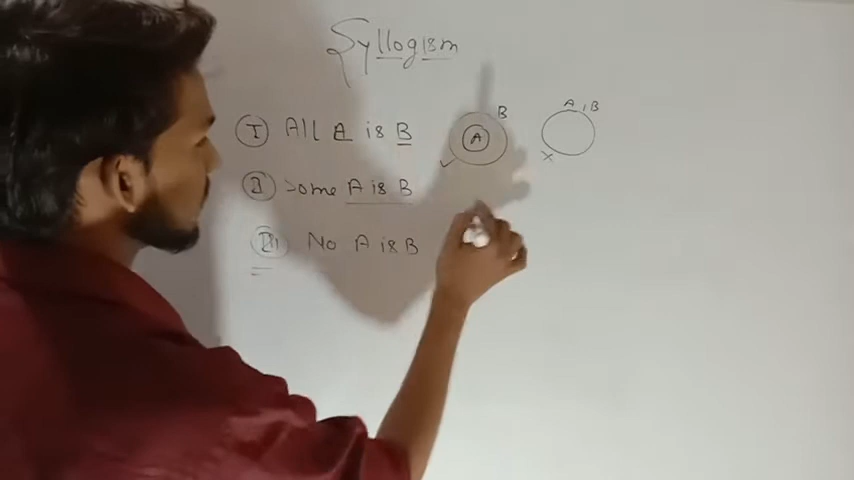 Syllogism
I All A is B
A B
A, B
II Some A is B
III No A is B